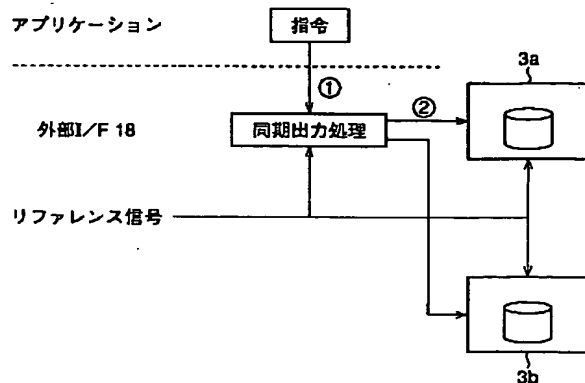 アプリケーション
指令
①
3a
②
外部I/F 18
同期出力処理
リファレンス信号
3b